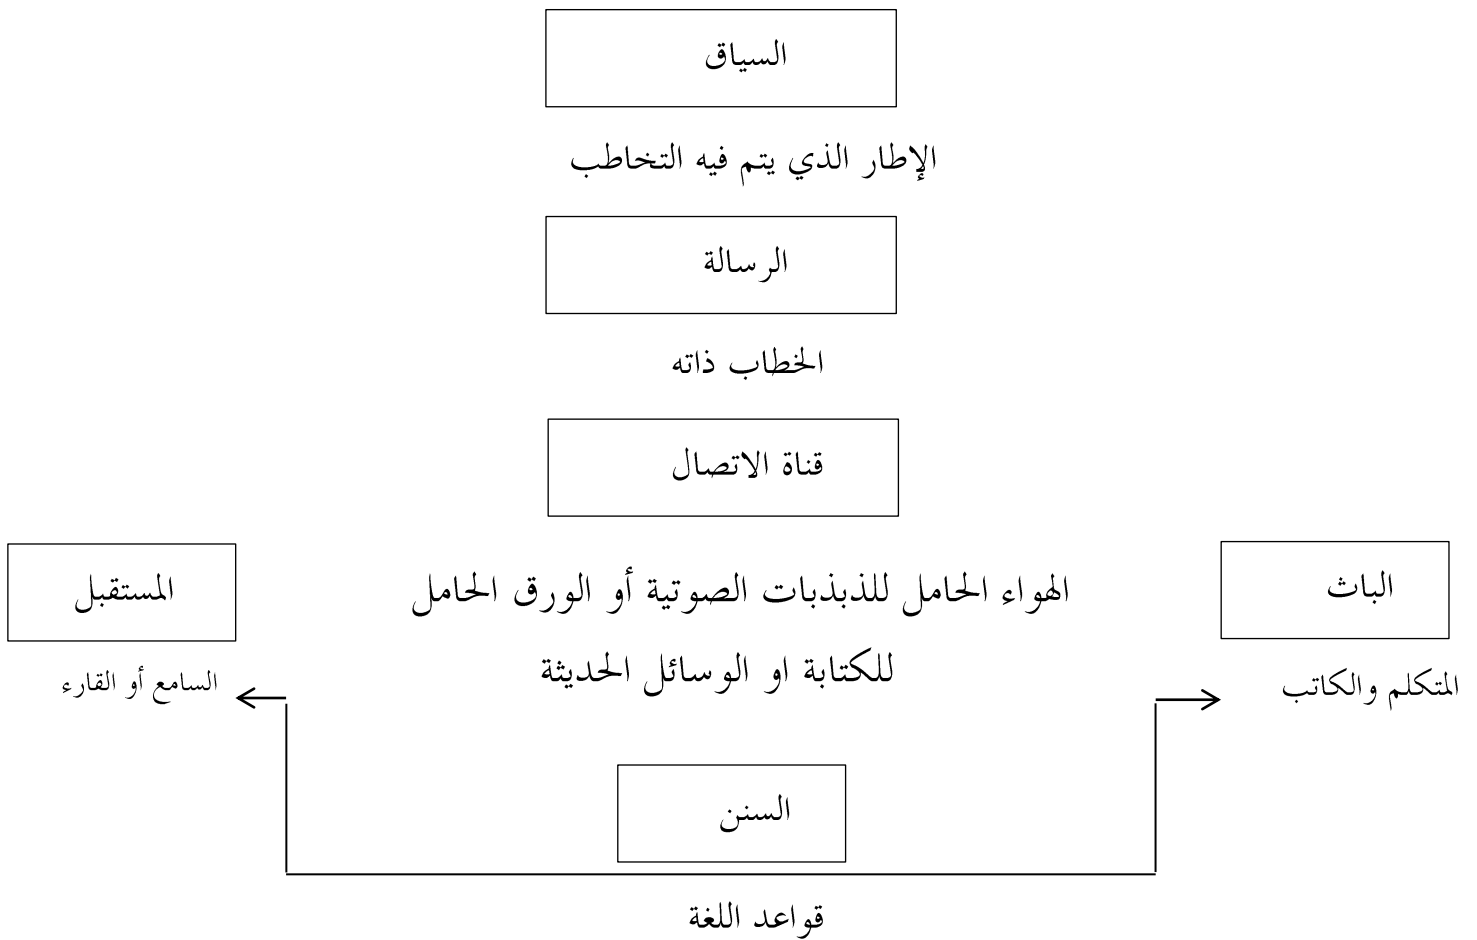 السياق
الإطار الذي يتم فيه التخاطب
الرسالة
الخطاب ذاته
قناة الاتصال
الهواء الحامل للذبذبات الصوتية أو الورق الحامل
للكتابة او الوسائل الحديثة
الباث
المتكلم والكاتب
المستقبل
السامع أو القارء
السنن
قواعد اللغة